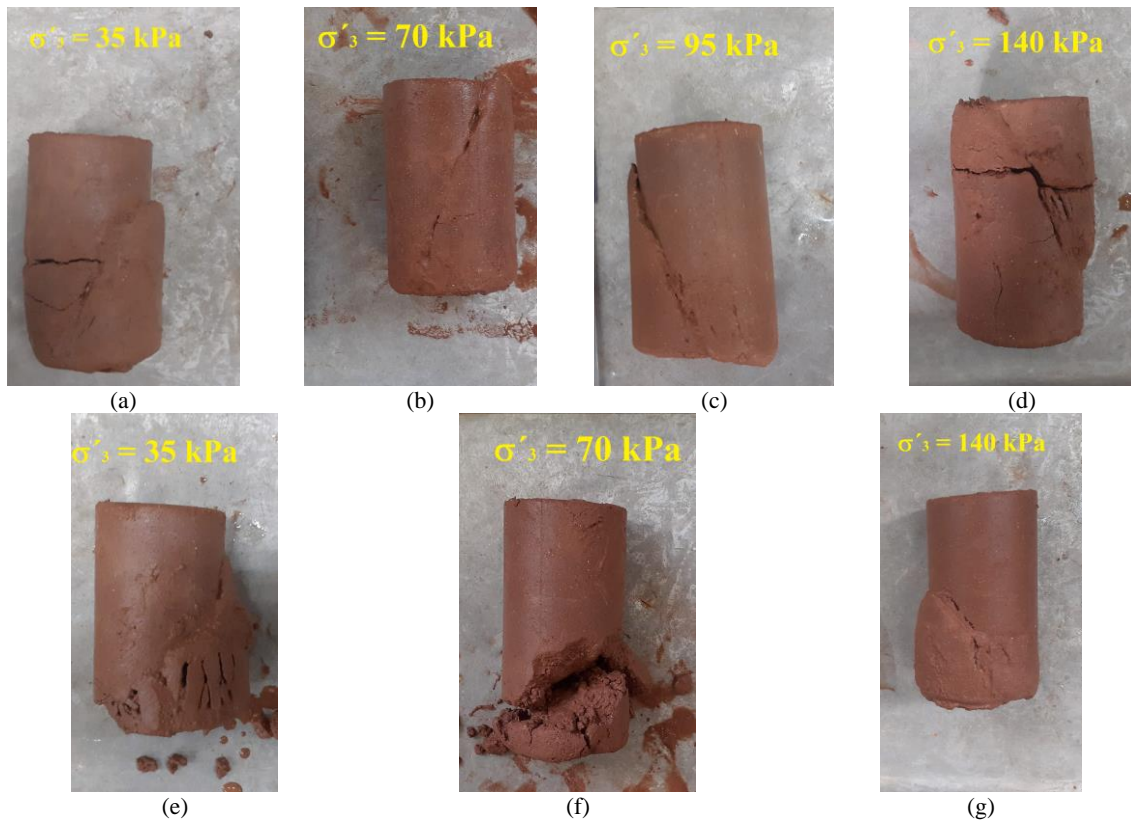 σ´₃ = 35 kPa
σ´₃ = 70 kPa
σ´₃ = 95 kPa
σ´₃ = 140 kPa
(a)
(b)
(c)
(d)
σ´₃ = 35 kPa
σ´₃ = 70 kPa
σ´₃ = 140 kPa
(e)
(f)
(g)